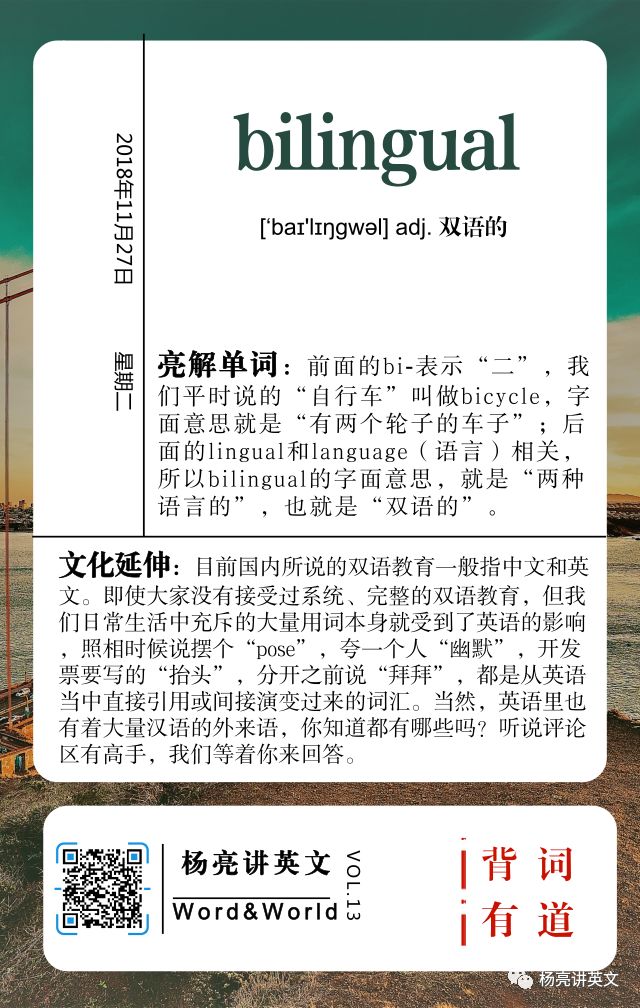 bilingual
[‘baɪ'lɪŋgwəl] adj. 双语的
2018年11月27日
星期二
亮解单词：前面的bi-表示“二”，我
们平时说的“自行车”叫做bicycle，字
面意思就是“有两个轮子的车子”；后
面的lingual和language（语言）相关，
所以bilingual的字面意思，就是“两种
语言的”，也就是“双语的”。
文化延伸：目前国内所说的双语教育一般指中文和英
文。即使大家没有接受过系统、完整的双语教育，但我
们日常生活中充斥的大量用词本身就受到了英语的影响
，照相时候说摆个“pose”，夸一个人“幽默”，开发
票要写的“抬头”，分开之前说“拜拜”，都是从英语
当中直接引用或间接演变过来的词汇。当然，英语里也
有着大量汉语的外来语，你知道都有哪些吗？听说评论
区有高手，我们等着你来回答。
杨亮讲英文
Word&World
VOL.13
背词
有道
杨亮讲英文